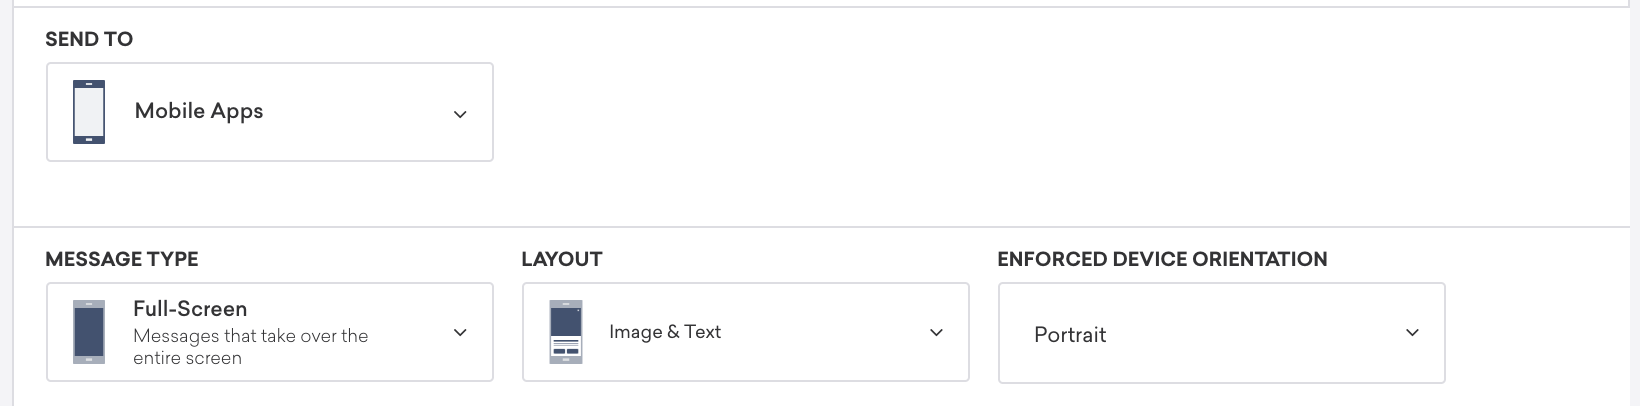 SEND TO
Mobile Apps
MESSAGE TYPE
LAYOUT
ENFORCED DEVICE ORIENTATION
Full-Screen
Messages that take over the
entire screen
Image & Text
Portrait